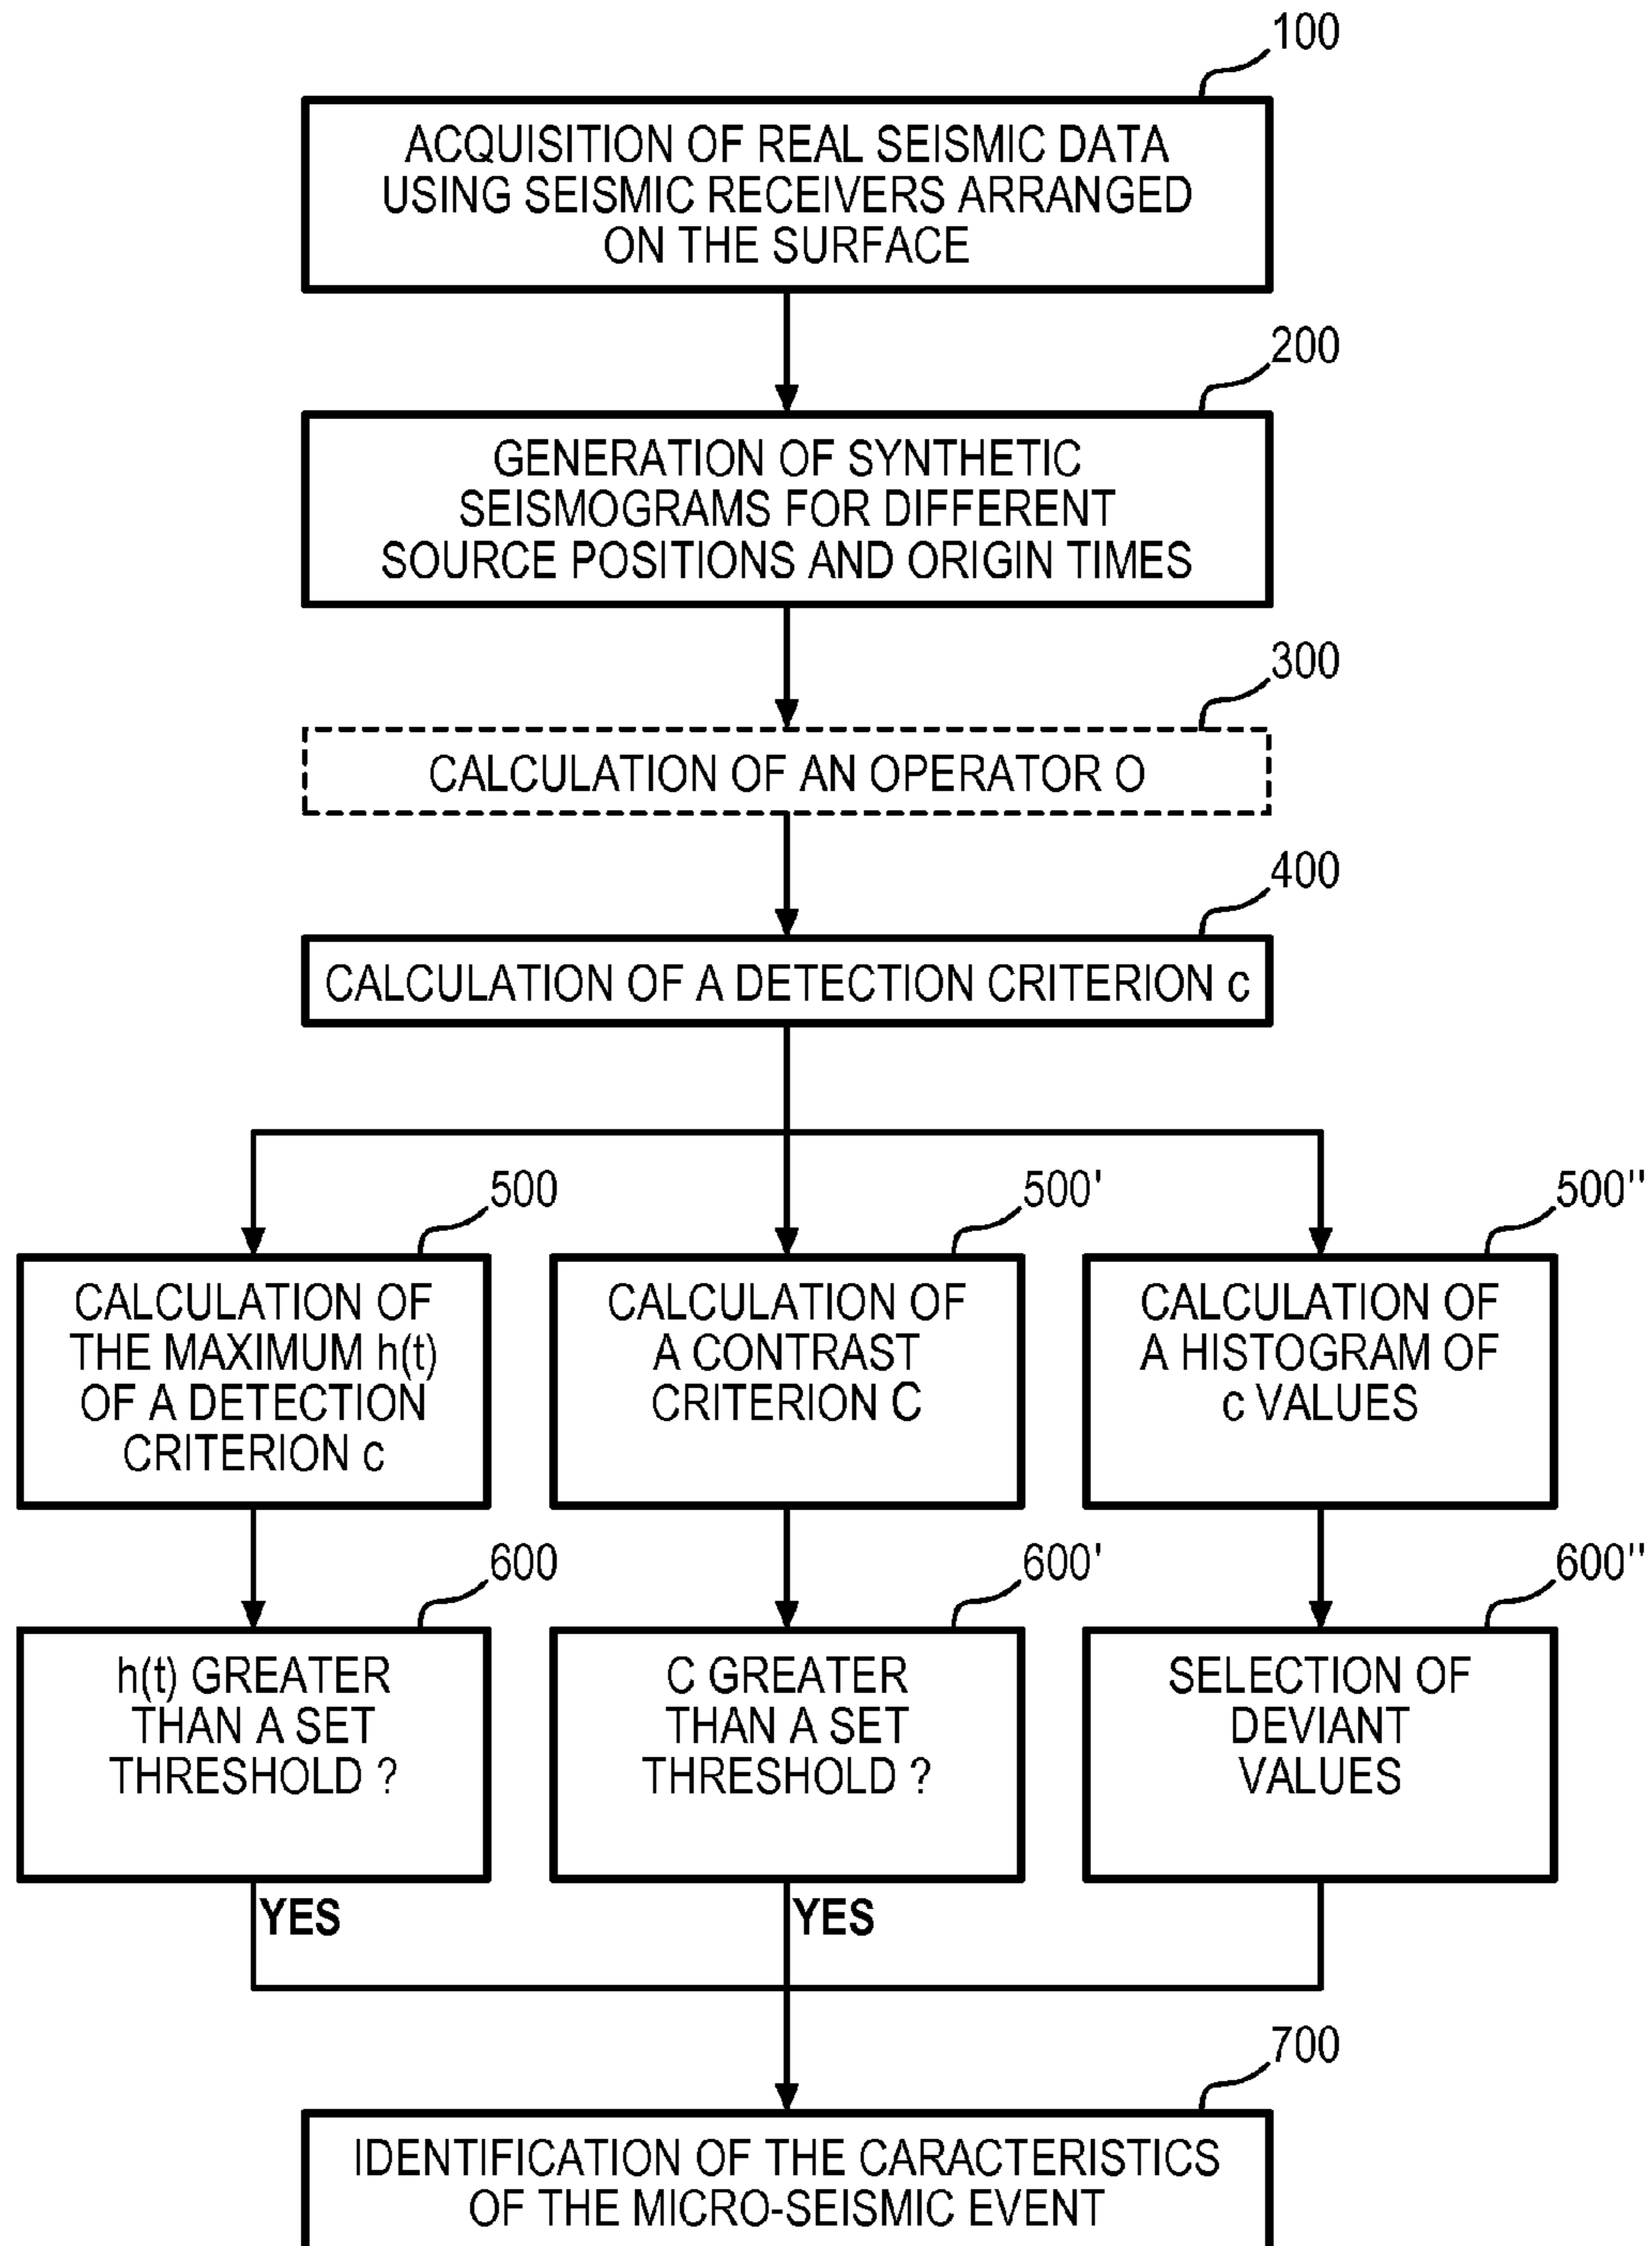 100
ACQUISITION OF REAL SEISMIC DATA
USING SEISMIC RECEIVERS ARRANGED
ON THE SURFACE
200
GENERATION OF SYNTHETIC
SEISMOGRAMS FOR DIFFERENT
SOURCE POSITIONS AND ORIGIN TIMES
300
CALCULATION OF AN OPERATOR O
400
CALCULATION OF A DETECTION CRITERION c
500
CALCULATION OF
THE MAXIMUM h(t)
OF A DETECTION
CRITERION c
500'
CALCULATION OF
A CONTRAST
CRITERION C
500"
CALCULATION OF
A HISTOGRAM OF
c VALUES
600
h(t) GREATER
THAN A SET
THRESHOLD ?
YES
600'
C GREATER
THAN A SET
THRESHOLD ?
YES
600"
SELECTION OF
DEVIANT
VALUES
700
IDENTIFICATION OF THE CARACTERISTICS
OF THE MICRO-SEISMIC EVENT